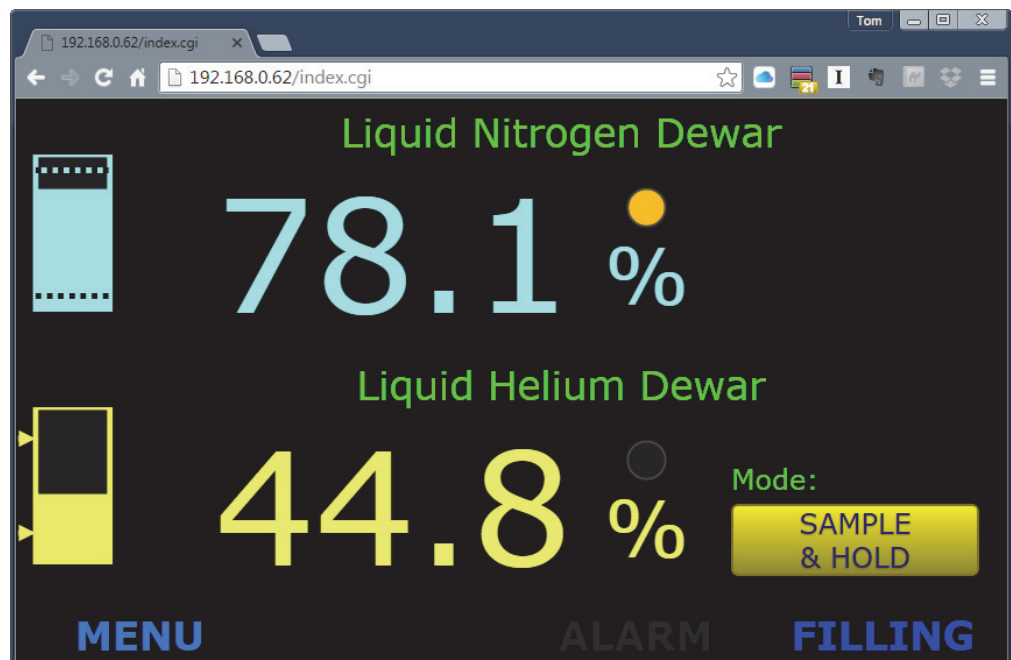 Tom
192.168.0.62/index.cgi
192.168.0.62/index.cgi
21
I
Liquid Nitrogen Dewar
78.1 %
Liquid Helium Dewar
44.8 %
Mode:
SAMPLE
& HOLD
MENU ALARM FILLING